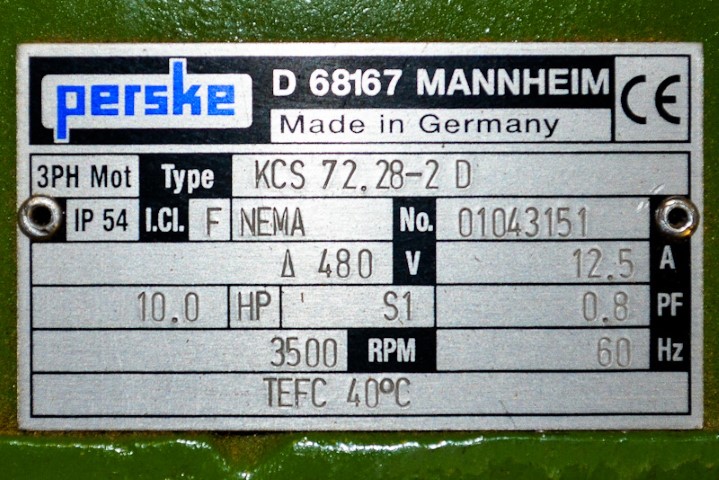 perske D 68167 MANNHEIM CE
Made in Germany
3PH Mot Type KCS 72.28-2 D
IP 54 I.Cl. F NEMA No. 01043151
Δ 480 V 12.5 A
10.0 HP S1 0.8 PF
3500 RPM 60 Hz
TEFC 40°C